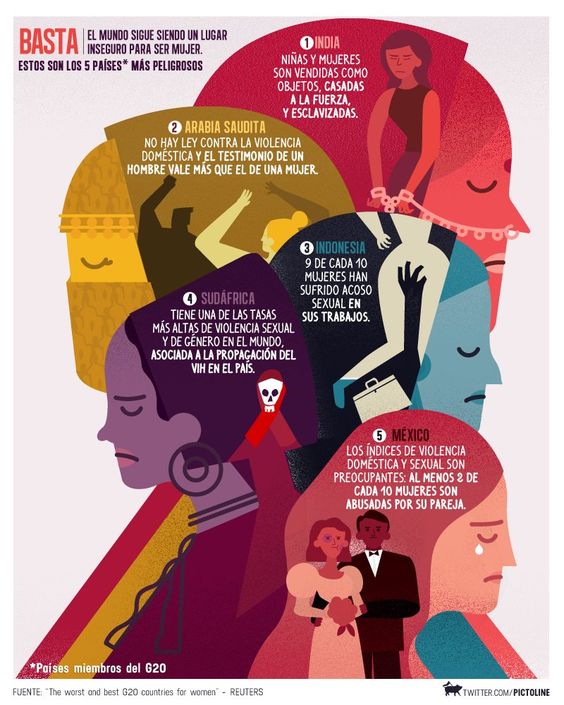 BASTA
EL MUNDO SIGUE SIENDO UN LUGAR
INSEGURO PARA SER MUJER.
ESTOS SON LOS 5 PAÍSES* MÁS PELIGROSOS
1 INDIA
NIÑAS Y MUJERES
SON VENDIDAS COMO
OBJETOS, CASADAS
A LA FUERZA,
Y ESCLAVIZADAS.
2 ARABIA SAUDITA
NO HAY LEY CONTRA LA VIOLENCIA
DOMÉSTICA Y EL TESTIMONIO DE UN
HOMBRE VALE MÁS QUE EL DE UNA MUJER.
3 INDONESIA
9 DE CADA 10
MUJERES HAN
SUFRIDO ACOSO
SEXUAL EN
SUS TRABAJOS.
4 SUDÁFRICA
TIENE UNA DE LAS TASAS
MÁS ALTAS DE VIOLENCIA SEXUAL
Y DE GÉNERO EN EL MUNDO,
ASOCIADA A LA PROPAGACIÓN DEL
VIH EN EL PAÍS.
5 MÉXICO
LOS ÍNDICES DE VIOLENCIA
DOMÉSTICA Y SEXUAL SON
PREOCUPANTES: AL MENOS 8 DE
CADA 10 MUJERES SON
ABUSADAS POR SU PAREJA.
*Países miembros del G20
FUENTE: "The worst and best G20 countries for women" - REUTERS
TWITTER.COM/PICTOLINE